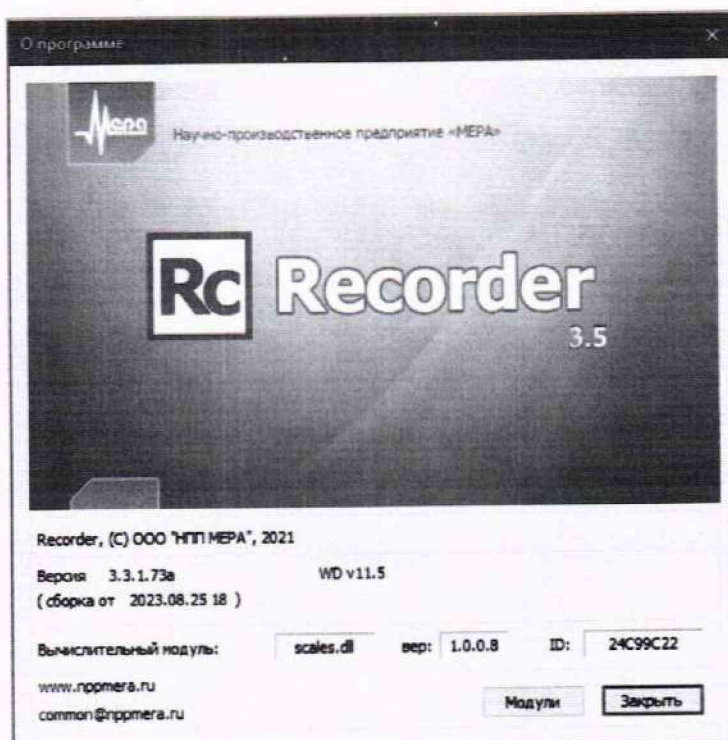 О программе
Мера
Научно-производственное предприятие «МЕРА»
Rc Recorder
3.5
Recorder, (C) ООО "НПП МЕРА", 2021
Версия 3.3.1.73a WD v11.5
( сборка от 2023.08.25 18 )
Вычислительный модуль: scales.dll вер: 1.0.0.8 ID: 24C99C22
www.nppmera.ru
common@nppmera.ru
Модули Закрыть